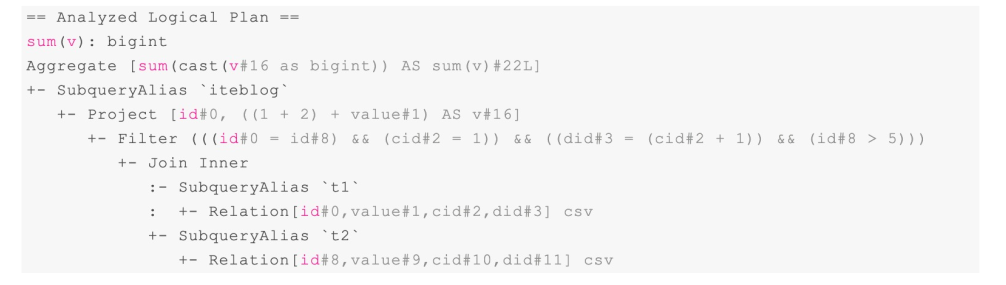 == Analyzed Logical Plan ==
sum(v): bigint
Aggregate [sum(cast(v#16 as bigint)) AS sum(v)#22L]
+- SubqueryAlias `iteblog`
   +- Project [id#0, ((1 + 2) + value#1) AS v#16]
      +- Filter (((id#0 = id#8) && (cid#2 = 1)) && ((did#3 = (cid#2 + 1)) && (id#8 > 5)))
         +- Join Inner
            :- SubqueryAlias `t1`
            :  +- Relation[id#0,value#1,cid#2,did#3] csv
            +- SubqueryAlias `t2`
               +- Relation[id#8,value#9,cid#10,did#11] csv